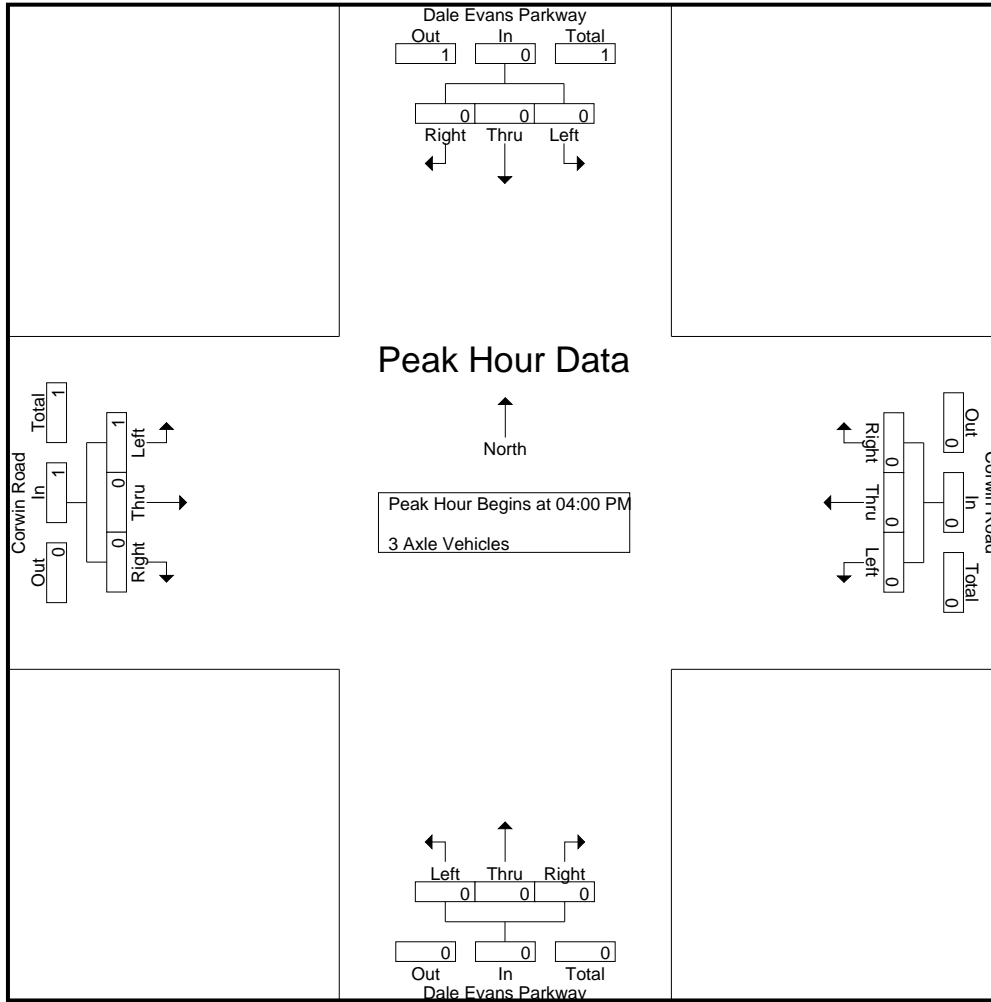 Dale Evans Parkway
Out In Total
1 0 1
0 0 0
Right Thru Left
Peak Hour Data
North
Peak Hour Begins at 04:00 PM
3 Axle Vehicles
Corwin Road
Total In Out
1 1 0
1 0 0
Left Thru Right
Corwin Road
Out In Total
0 0 0
0 0 0
Right Thru Left
Left Thru Right
0 0 0
0 0 0
Out In Total
Dale Evans Parkway